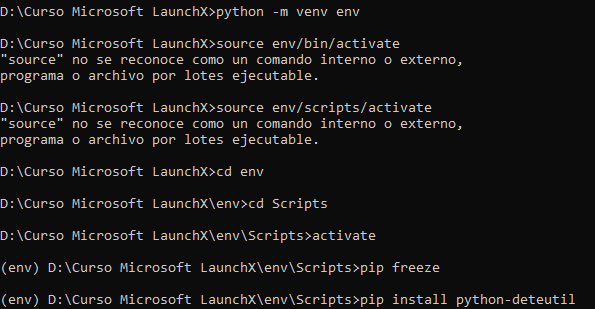 D:\Curso Microsoft LaunchX>python -m venv env
D:\Curso Microsoft LaunchX>source env/bin/activate
"source" no se reconoce como un comando interno o externo,
programa o archivo por lotes ejecutable.
D:\Curso Microsoft LaunchX>source env/scripts/activate
"source" no se reconoce como un comando interno o externo,
programa o archivo por lotes ejecutable.
D:\Curso Microsoft LaunchX>cd env
D:\Curso Microsoft LaunchX\env>cd Scripts
D:\Curso Microsoft LaunchX\env\Scripts>activate
(env) D:\Curso Microsoft LaunchX\env\Scripts>pip freeze
(env) D:\Curso Microsoft LaunchX\env\Scripts>pip install python-deteutil